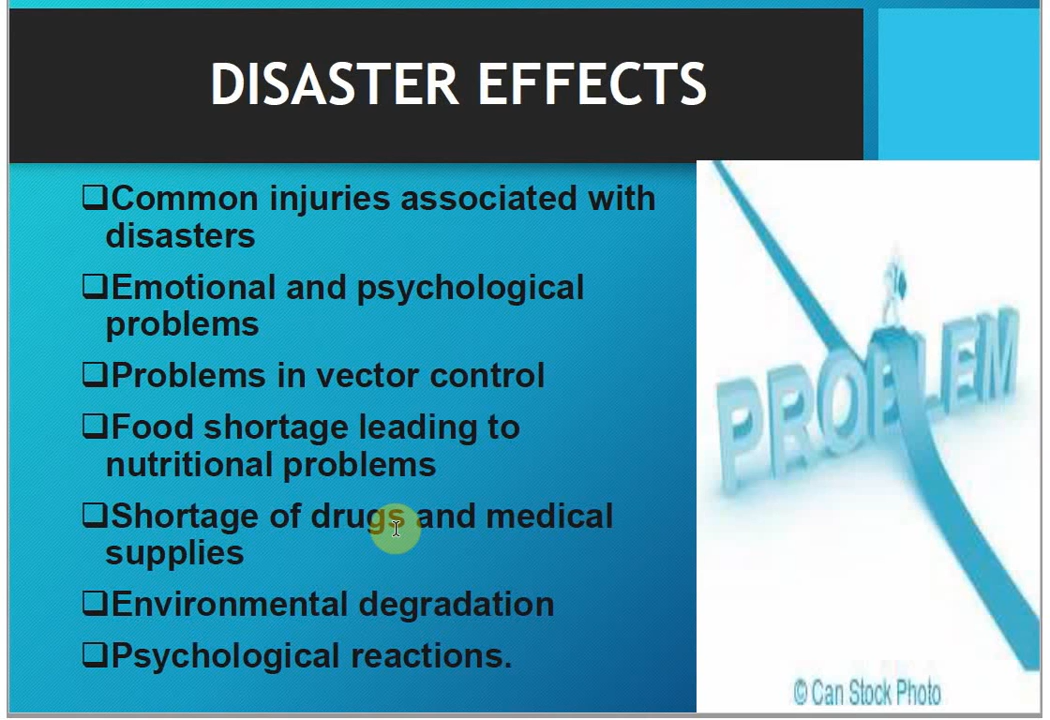 DISASTER EFFECTS
❑Common injuries associated with
disasters
❑Emotional and psychological
problems
❑Problems in vector control
❑Food shortage leading to
nutritional problems
❑Shortage of drugs and medical
supplies
❑Environmental degradation
❑Psychological reactions.
PROBLEM
© Can Stock Photo